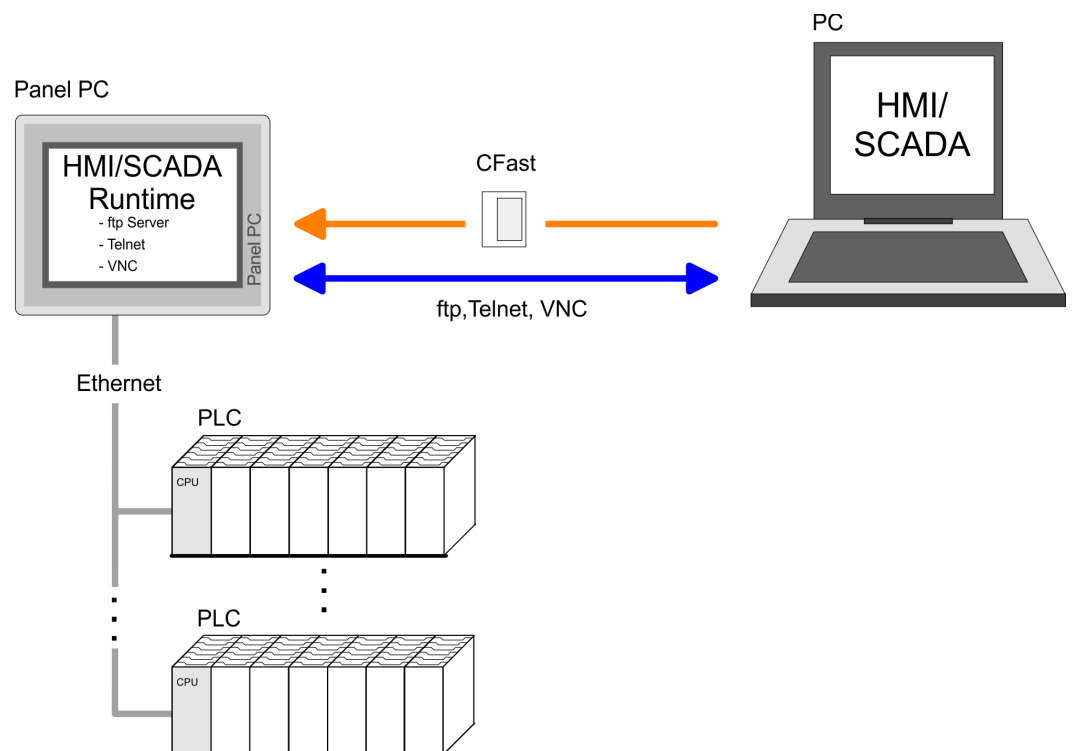 PC
Panel PC
HMI/SCADA
Runtime
- ftp Server
- Telnet
- VNC
Panel PC
CFast
HMI/
SCADA
ftp,Telnet, VNC
Ethernet
PLC
CPU
PLC
CPU